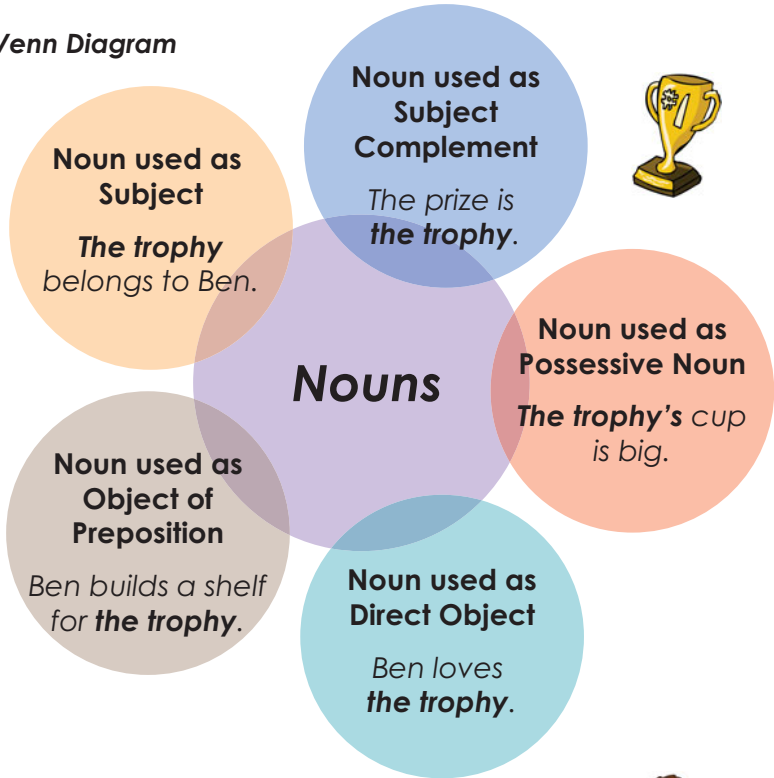 Venn Diagram
Noun used as
Subject
Complement
The prize is
the trophy.
Noun used as
Subject
The trophy
belongs to Ben.
Nouns
Noun used as
Possessive Noun
The trophy’s cup
is big.
Noun used as
Object of
Preposition
Ben builds a shelf
for the trophy.
Noun used as
Direct Object
Ben loves
the trophy.